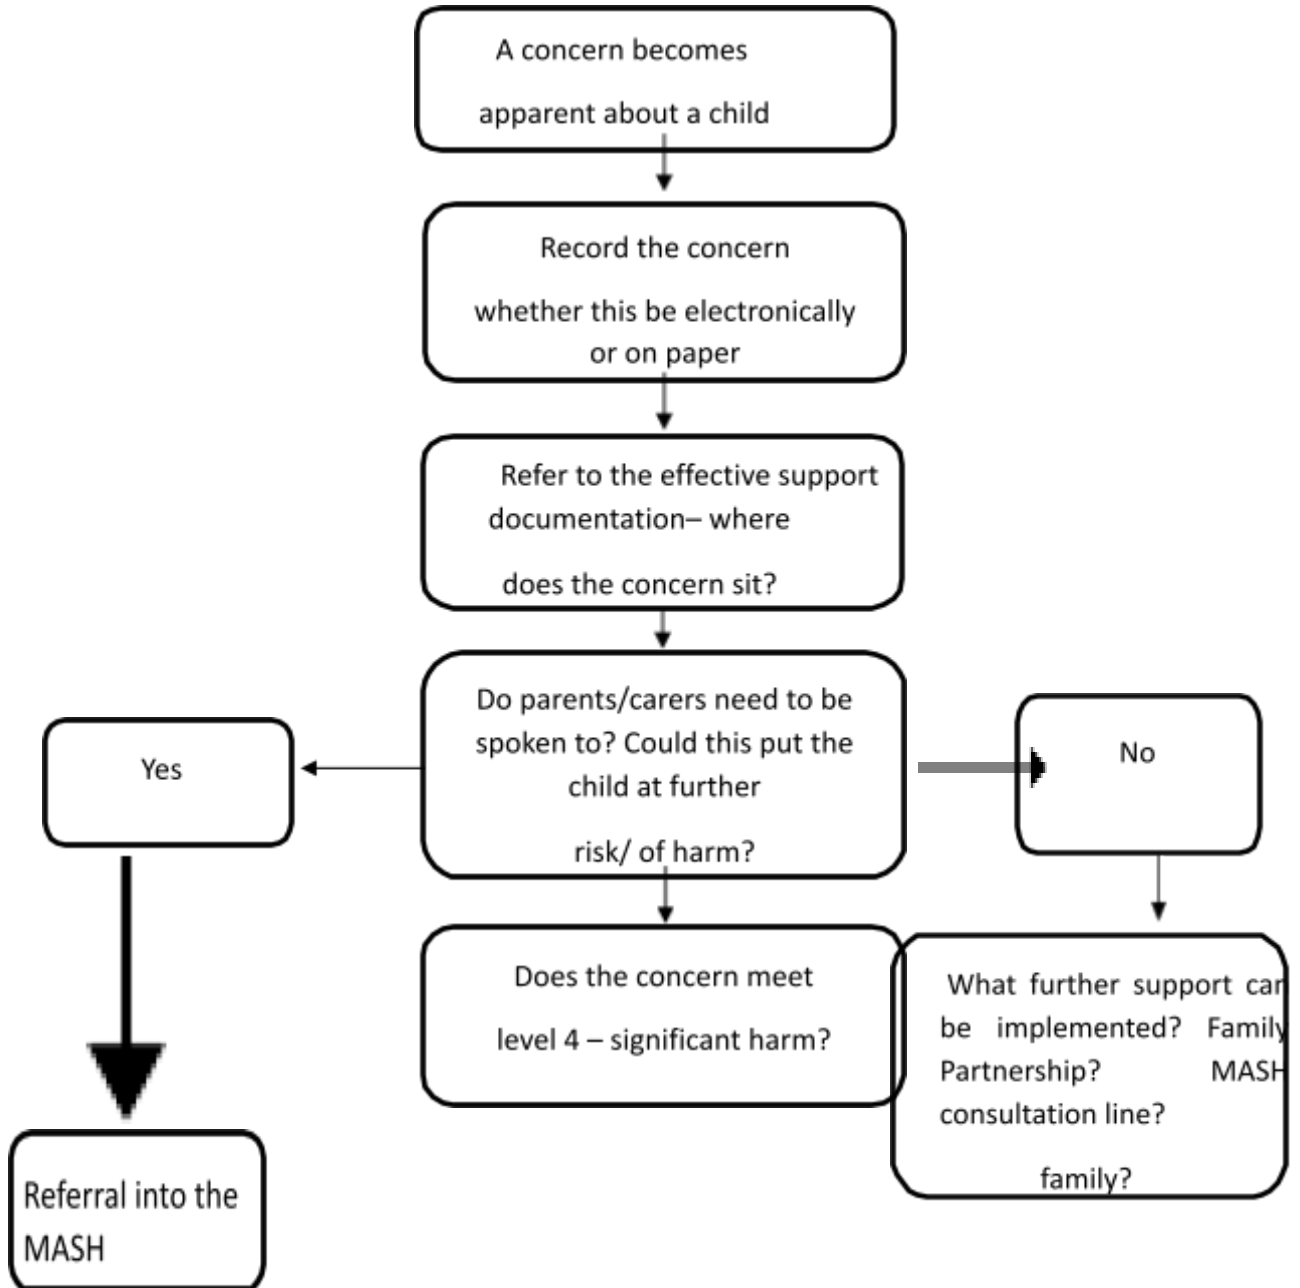 A concern becomes
apparent about a child
Record the concern
whether this be electronically
or on paper
Refer to the effective support
documentation– where
does the concern sit?
Do parents/carers need to be
spoken to? Could this put the
child at further
risk/ of harm?
Yes
No
Does the concern meet
level 4 – significant harm?
What further support can
be implemented? Family
Partnership? MASH
consultation line?
family?
Referral into the
MASH